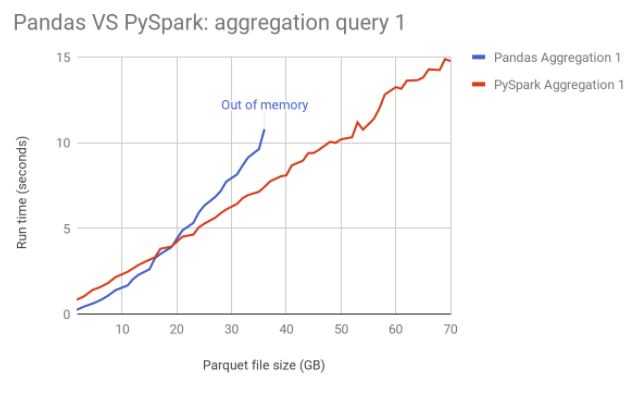 Pandas VS PySpark: aggregation query 1
Pandas Aggregation 1
PySpark Aggregation 1
Out of memory
Run time (seconds)
15
10
5
0
10 20 30 40 50 60 70
Parquet file size (GB)